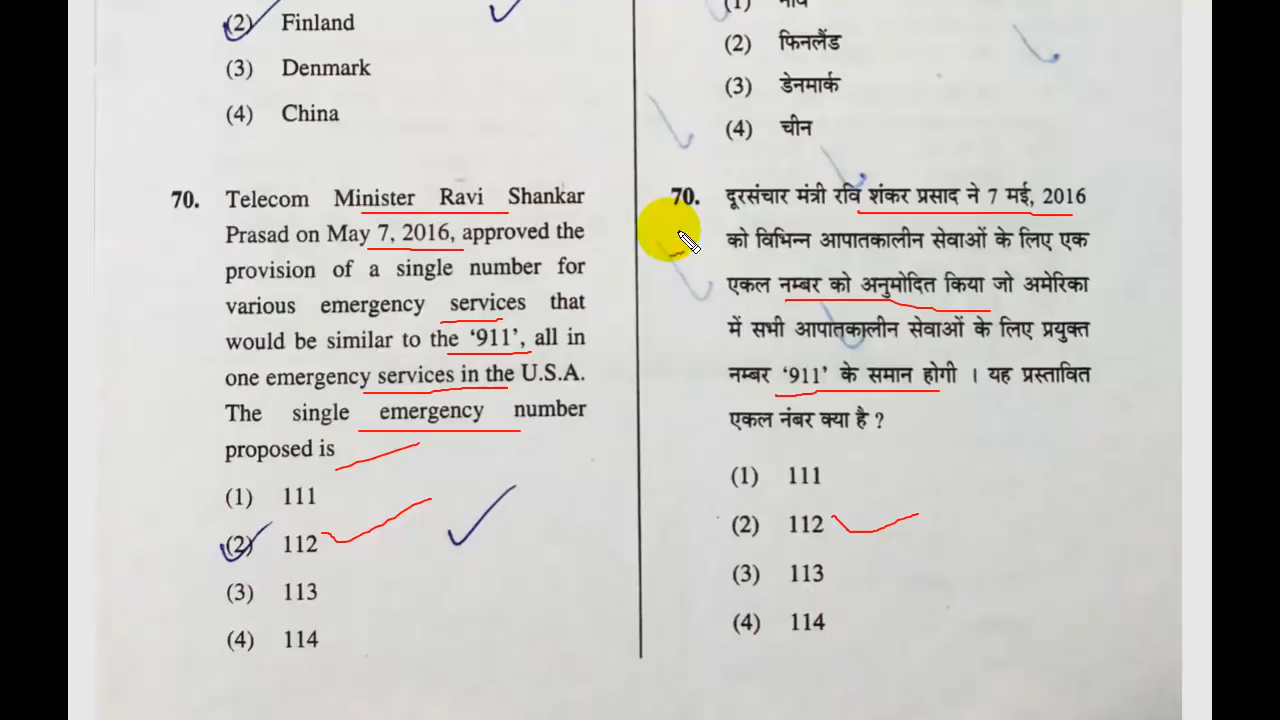 (2) Finland
(3) Denmark
(4) China
70. Telecom Minister Ravi Shankar
Prasad on May 7, 2016, approved the
provision of a single number for
various emergency services that
would be similar to the ‘911’, all in
one emergency services in the U.S.A.
The single emergency number
proposed is
(1) 111
(2) 112
(3) 113
(4) 114
(2) फिनलैंड
(3) डेनमार्क
(4) चीन
70. दूरसंचार मंत्री रवि शंकर प्रसाद ने 7 मई, 2016
को विभिन्न आपातकालीन सेवाओं के लिए एक
एकल नम्बर को अनुमोदित किया जो अमेरिका
में सभी आपातकालीन सेवाओं के लिए प्रयुक्त
नम्बर ‘911’ के समान होगी । यह प्रस्तावित
एकल नंबर क्या है ?
(1) 111
(2) 112
(3) 113
(4) 114